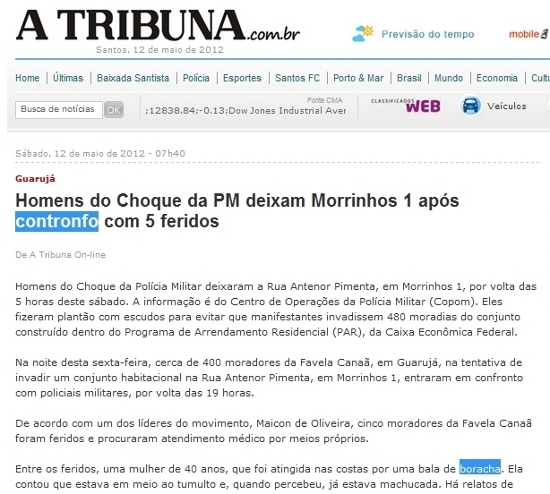 A TRIBUNA.com.br
Santos, 12 de maio de 2012
Previsão do tempo
mobile
Home | Últimas | Baixada Santista | Polícia | Esportes | Santos FC | Porto & Mar | Brasil | Mundo | Economia | Cultu
Busca de notícias OK
Fonte CMA
;12838.84;-0.13;Dow Jones Industrial Aver
CLASSIFICADOS WEB
Veículos
Sábado, 12 de maio de 2012 - 07h40
Guarujá
Homens do Choque da PM deixam Morrinhos 1 após
contronfo com 5 feridos
De A Tribuna On-line
Homens do Choque da Polícia Militar deixaram a Rua Antenor Pimenta, em Morrinhos 1, por volta das
5 horas deste sábado. A informação é do Centro de Operações da Polícia Militar (Copom). Eles
fizeram plantão com escudos para evitar que manifestantes invadissem 480 moradias do conjunto
construído dentro do Programa de Arrendamento Residencial (PAR), da Caixa Econômica Federal.
Na noite desta sexta-feira, cerca de 400 moradores da Favela Canaã, em Guarujá, na tentativa de
invadir um conjunto habitacional na Rua Antenor Pimenta, em Morrinhos 1, entraram em confronto
com policiais militares, por volta das 19 horas.
De acordo com um dos líderes do movimento, Maicon de Oliveira, cinco moradores da Favela Canaã
foram feridos e procuraram atendimento médico por meios próprios.
Entre os feridos, uma mulher de 40 anos, que foi atingida nas costas por uma bala de boracha. Ela
contou que estava em meio ao tumulto e, quando percebeu, já estava machucada. Há relatos de